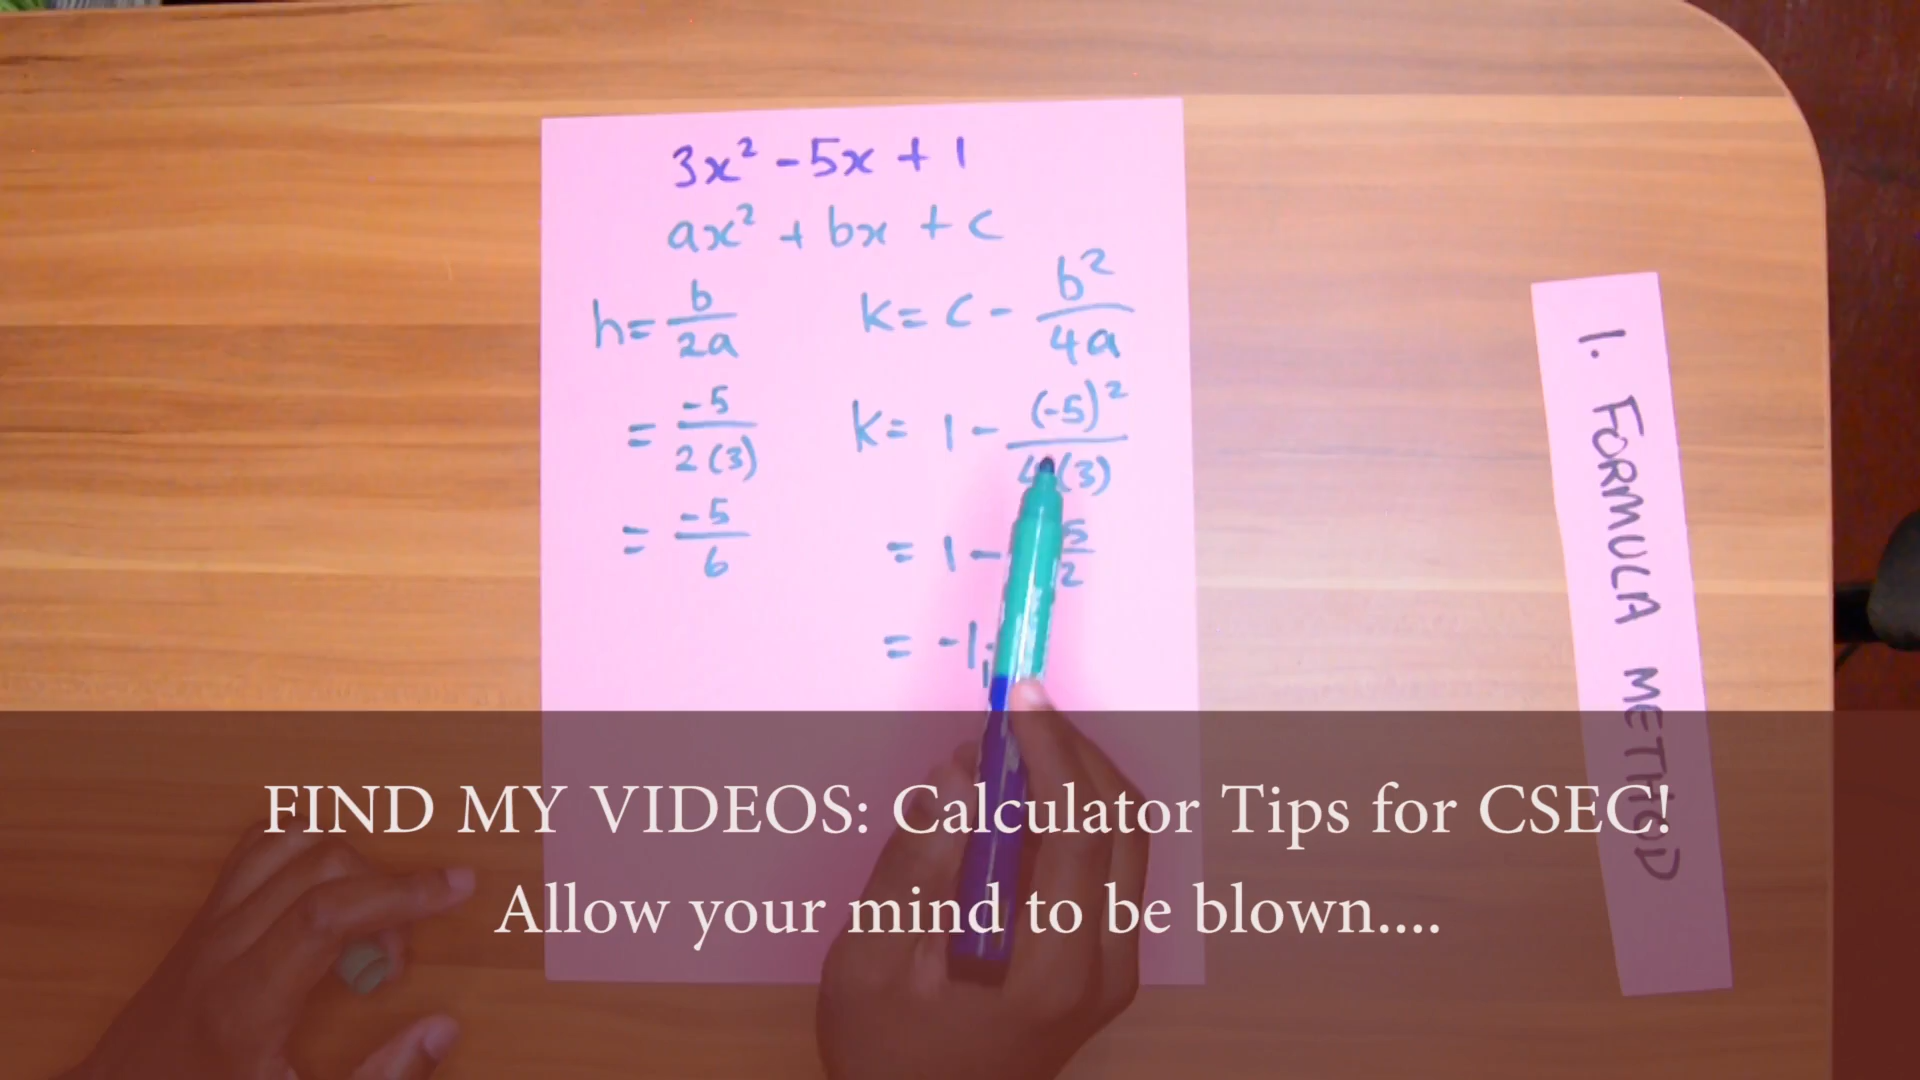 3x² - 5x + 1
ax² + bx + c
h = b/2a
k = c - b²/4a
= -5/2(3)
k = 1 - (-5)²/4(3)
= -5/6
= 1 -
= -1
1. FORMULA METHOD
FIND MY VIDEOS: Calculator Tips for CSEC!
Allow your mind to be blown....